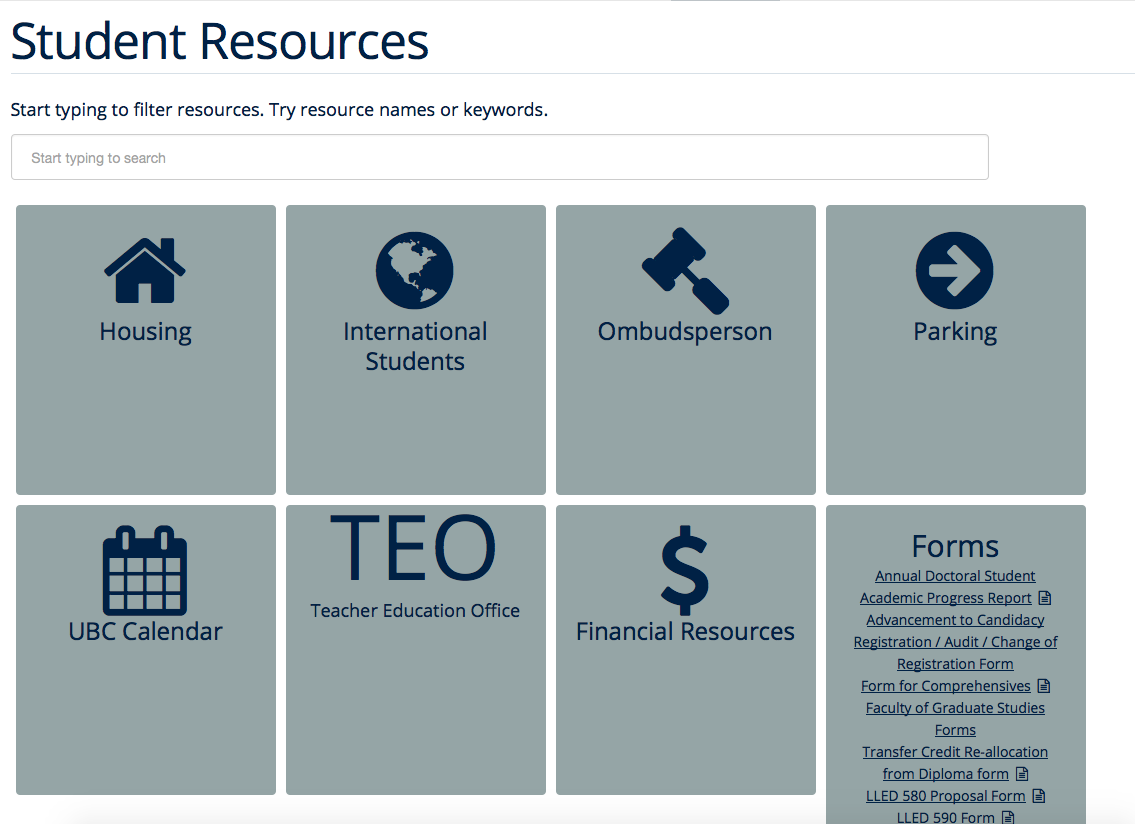 Student Resources
Start typing to filter resources. Try resource names or keywords.
Start typing to search
Housing
International
Students
Ombudsperson
Parking
UBC Calendar
TEO
Teacher Education Office
$
Financial Resources
Forms
Annual Doctoral Student
Academic Progress Report
Advancement to Candidacy
Registration / Audit / Change of
Registration Form
Form for Comprehensives
Faculty of Graduate Studies
Forms
Transfer Credit Re-allocation
from Diploma form
LLED 580 Proposal Form
LLED 590 Form